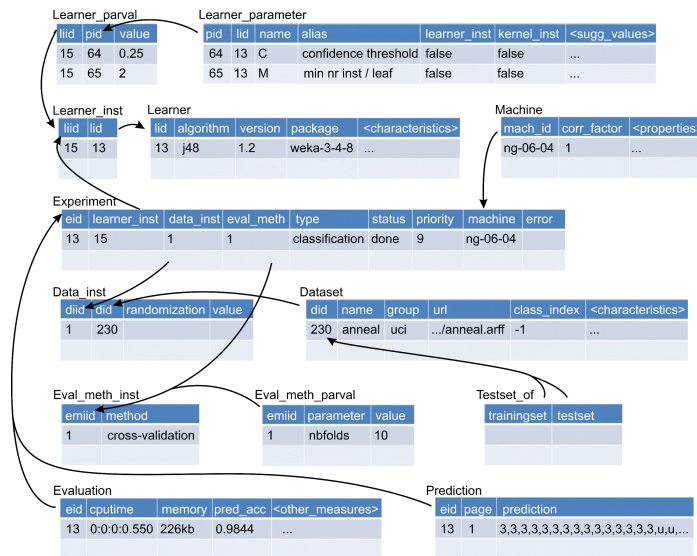 Learner_parval Learner_parameter
liid pid value pid lid name alias learner_inst kernel_inst <sugg_values>
15 64 0.25 64 13 C confidence threshold false false ...
15 65 2 65 13 M min nr inst / leaf false false ...
Learner_inst Learner Machine
liid lid lid algorithm version package <characteristics> mach_id corr_factor <properties
15 13 13 j48 1.2 weka-3-4-8 ... ng-06-04 1 ...
Experiment
eid learner_inst data_inst eval_meth type status priority machine error
13 15 1 1 classification done 9 ng-06-04
Data_inst Dataset
diid did randomization value did name group url class_index <characteristics>
1 230 230 anneal uci .../anneal.arff -1 ...
Eval_meth_inst Eval_meth_parval Testset_of
emiid method emiid parameter value trainingset testset
1 cross-validation 1 nbfolds 10
Evaluation Prediction
eid cputime memory pred_acc <other_measures> eid page prediction
13 0:0:0:0.550 226kb 0.9844 ... 13 1 3,3,3,3,3,3,3,3,3,3,3,3,3,3,3,u,u,...